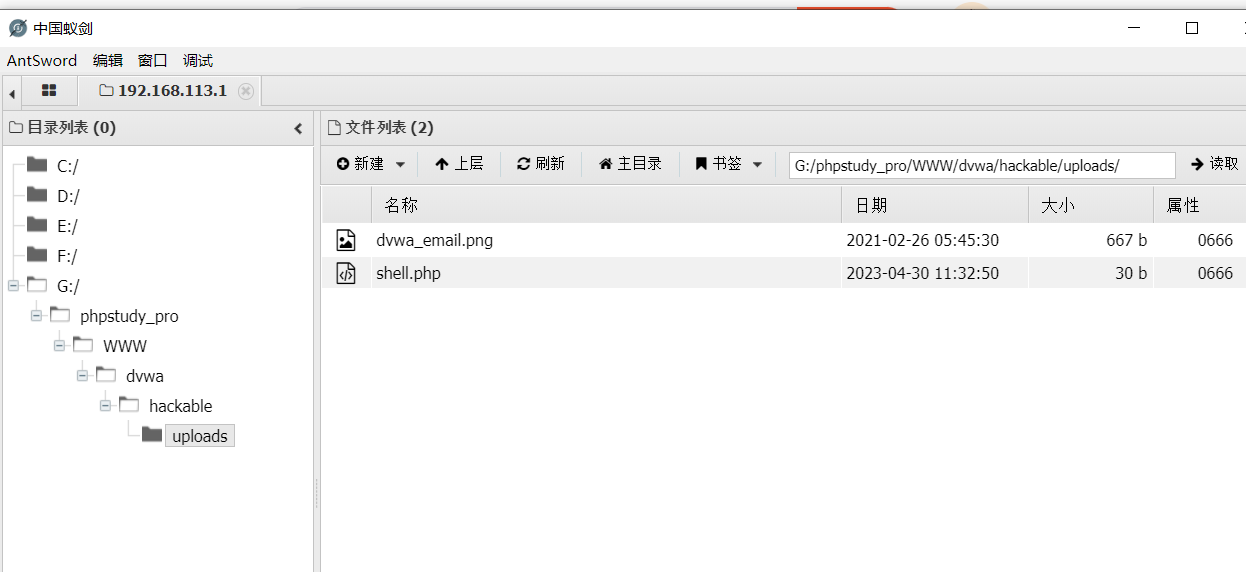 中国蚁剑
AntSword 编辑 窗口 调试
192.168.113.1
目录列表 (0)
C:/
D:/
E:/
F:/
G:/
phpstudy_pro
WWW
dvwa
hackable
uploads
文件列表 (2)
新建 上层 刷新 主目录 书签 G:/phpstudy_pro/WWW/dvwa/hackable/uploads/ 读取
名称 日期 大小 属性
dvwa_email.png 2021-02-26 05:45:30 667 b 0666
shell.php 2023-04-30 11:32:50 30 b 0666